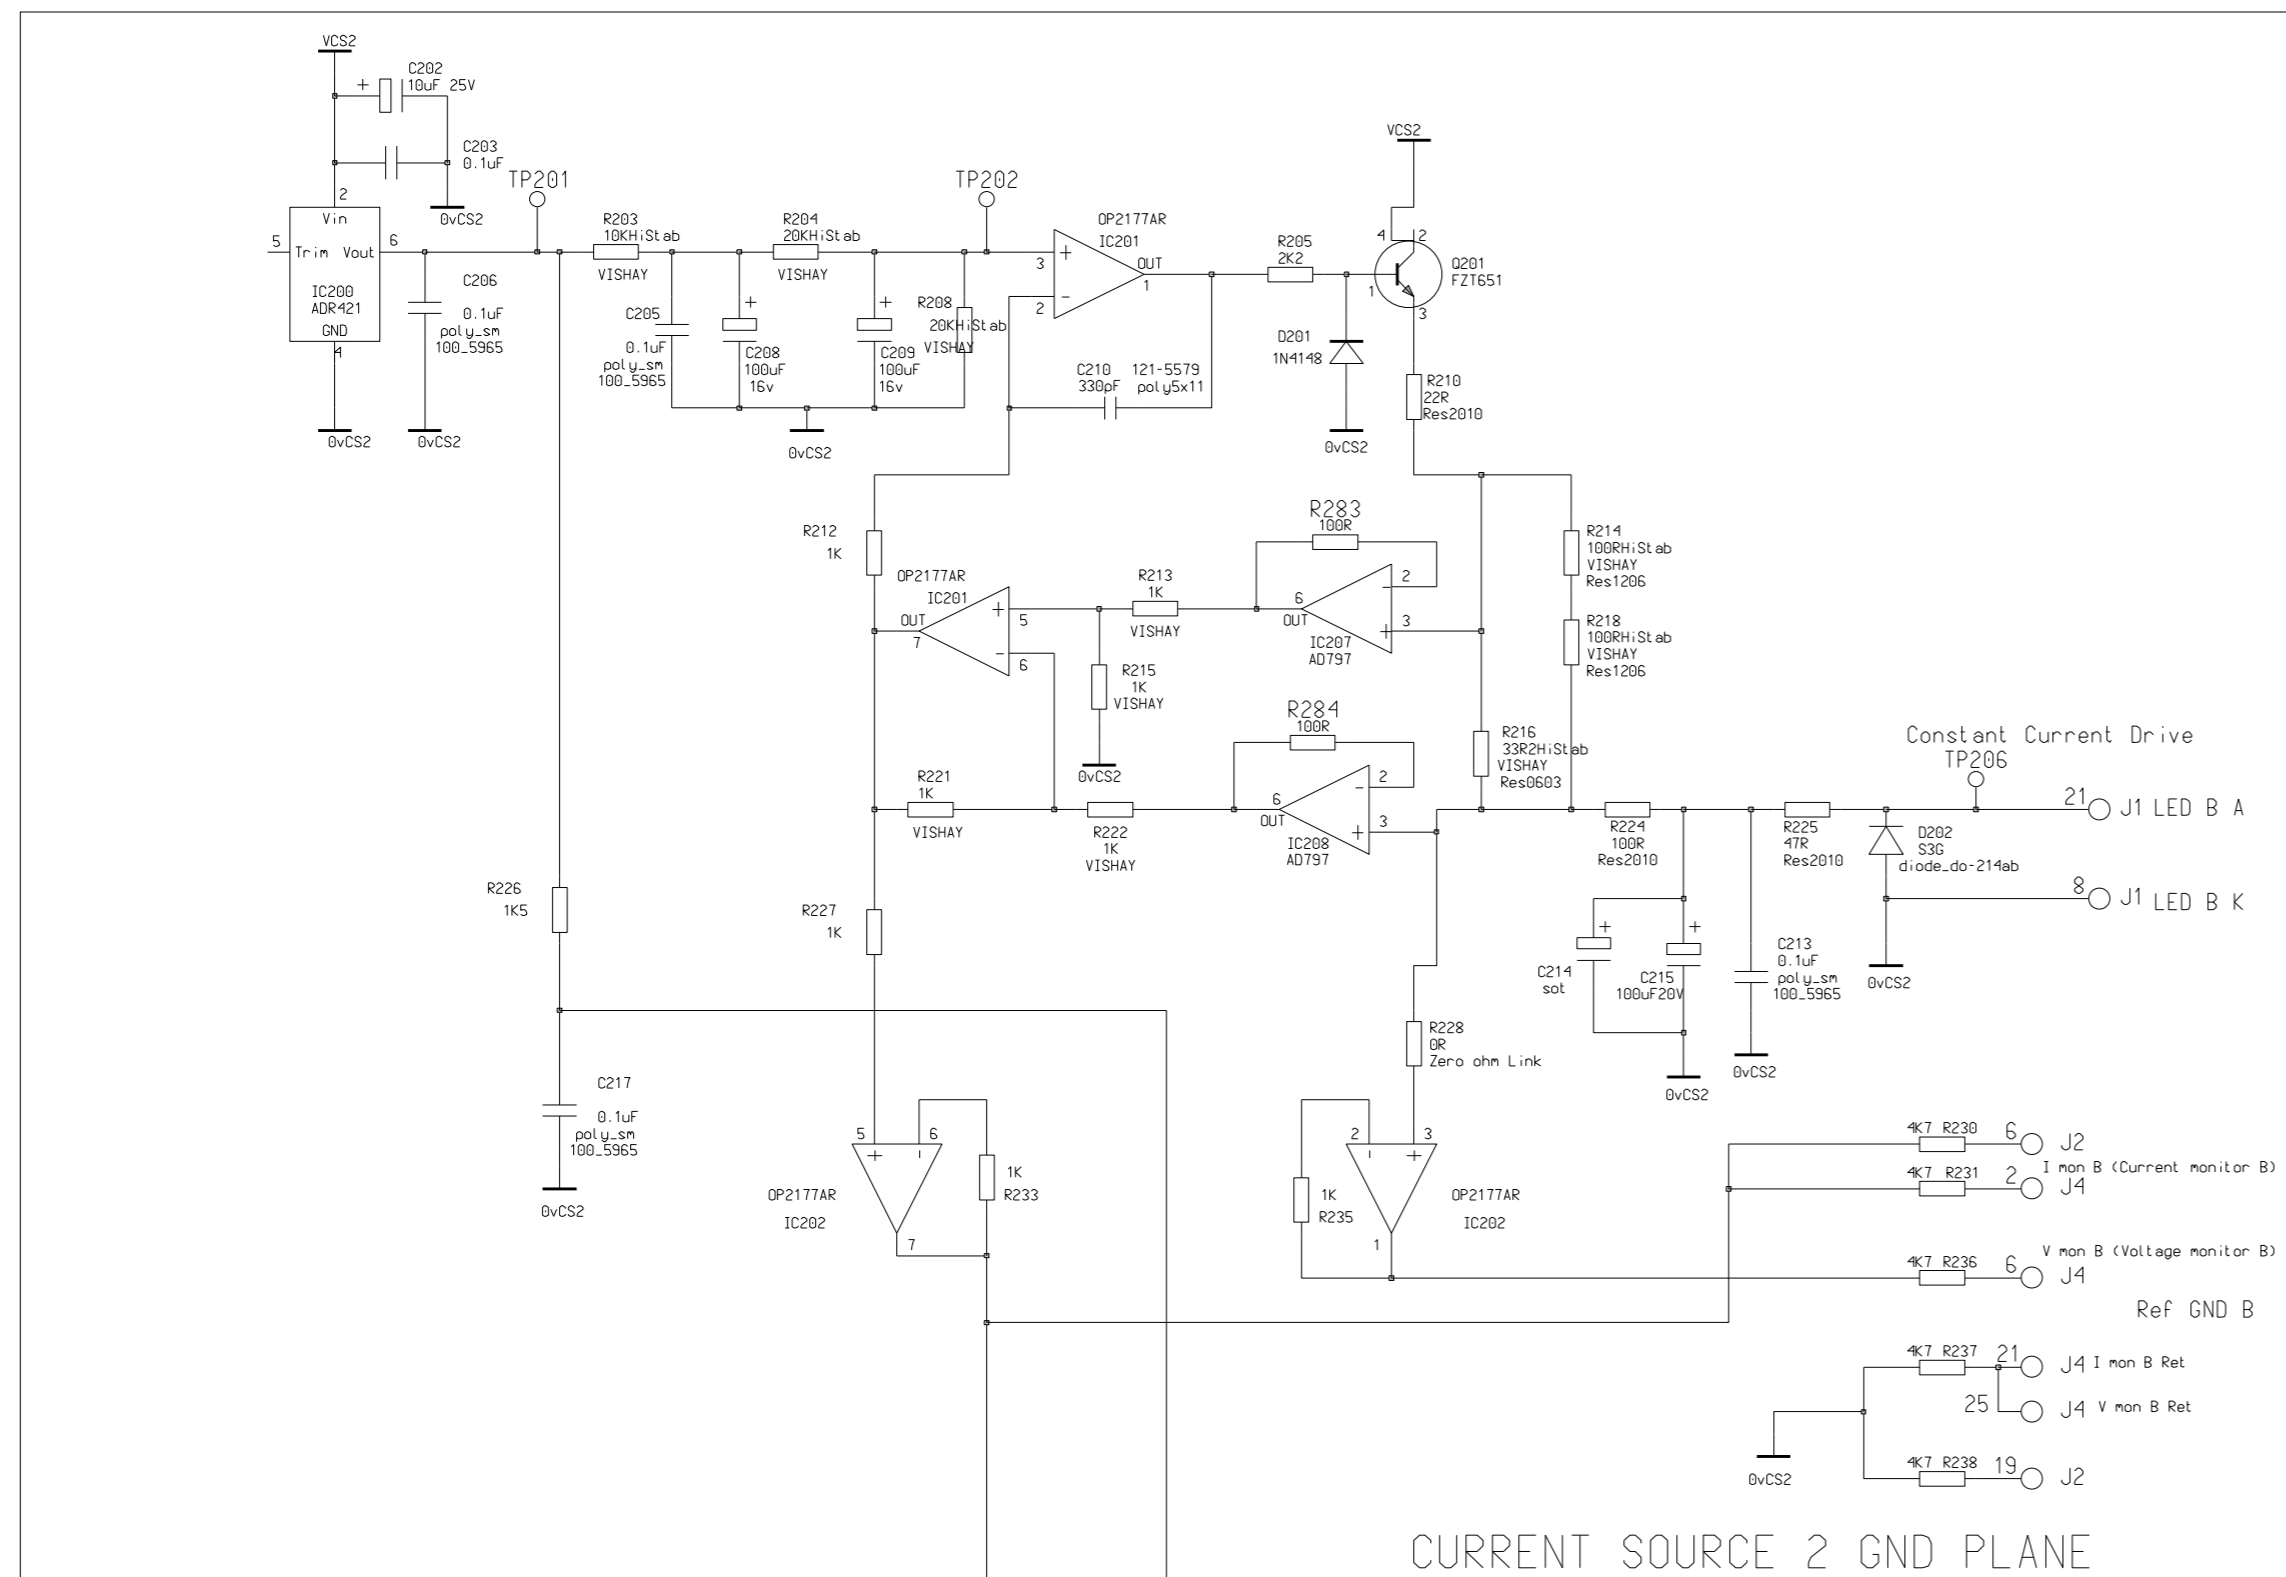 VCS2
C202
10uF 25V
+
C203
0.1uF
2
0vCS2
Vin
5
Trim Vout
6
IC200
ADR421
GND
4
0vCS2
C206
0.1uF
poly_sm
100_5965
0vCS2
TP201
R203
10KHiStab
VISHAY
C205
0.1uF
poly_sm
100_5965
R204
20KHiStab
VISHAY
+
C208
100uF
16v
+
C209
100uF
16v
R208
20KHiStab
VISHAY
0vCS2
TP202
OP2177AR
IC201
3
+
2
-
OUT
1
C210
330pF
121-5579
poly5x11
R205
2K2
D201
1N4148
0vCS2
VCS2
4
2
1
3
Q201
FZT651
R210
22R
Res2010
R212
1K
OP2177AR
IC201
OUT
7
+
5
-
6
R213
1K
VISHAY
R215
1K
VISHAY
0vCS2
R283
100R
6
OUT
2
-
3
+
IC207
AD797
R214
100RHiStab
VISHAY
Res1206
R218
100RHiStab
VISHAY
Res1206
R216
33R2HiStab
VISHAY
Res0603
R284
100R
6
OUT
2
-
3
+
IC208
AD797
R221
1K
VISHAY
R222
1K
VISHAY
R224
100R
Res2010
R225
47R
Res2010
Constant Current Drive
TP206
21
J1 LED B A
D202
S3G
diode_do-214ab
8
J1 LED B K
0vCS2
+
C214
sot
+
C215
100uF20V
0vCS2
C213
0.1uF
poly_sm
100_5965
0vCS2
R226
1K5
C217
0.1uF
poly_sm
100_5965
0vCS2
R227
1K
5
+
6
-
7
OP2177AR
IC202
1K
R233
R228
0R
Zero ohm Link
2
-
3
+
1
1K
R235
OP2177AR
IC202
4K7 R230
6
J2
I mon B (Current monitor B)
4K7 R231
2
J4
V mon B (Voltage monitor B)
4K7 R236
6
J4
Ref GND B
4K7 R237
21
J4 I mon B Ret
25
J4 V mon B Ret
0vCS2
4K7 R238
19
J2
CURRENT SOURCE 2 GND PLANE